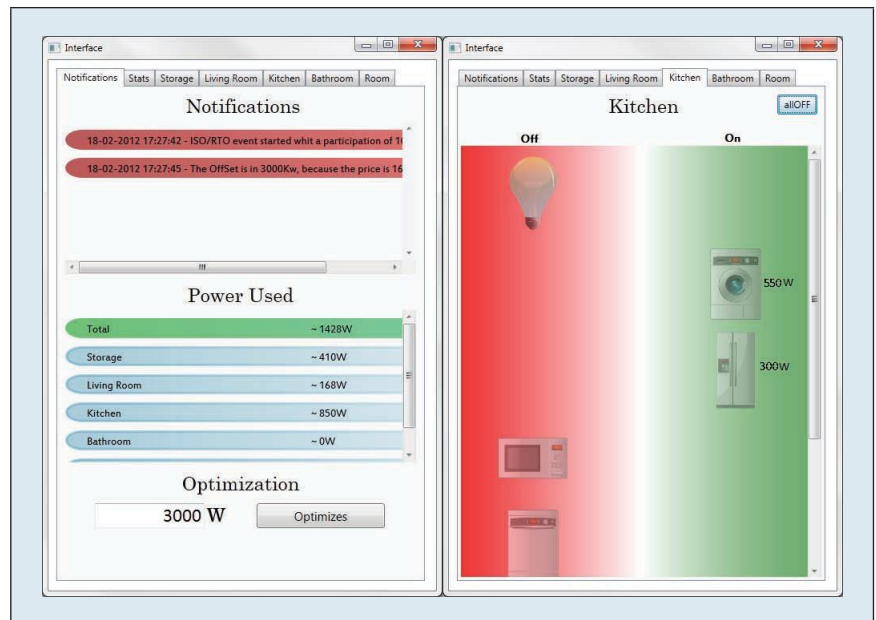 Interface
Notifications Stats Storage Living Room Kitchen Bathroom Room
Notifications
18-02-2012 17:27:42 - ISO/RTO event started whit a participation of
18-02-2012 17:27:45 - The OffSet is in 3000Kw, because the price is 16
Power Used
Total ~ 1428W
Storage ~ 410W
Living Room ~ 168W
Kitchen ~ 850W
Bathroom ~ 0W
Optimization
3000 W Optimizes
Interface
Notifications Stats Storage Living Room Kitchen Bathroom Room
Kitchen allOFF
Off On
550W
300W